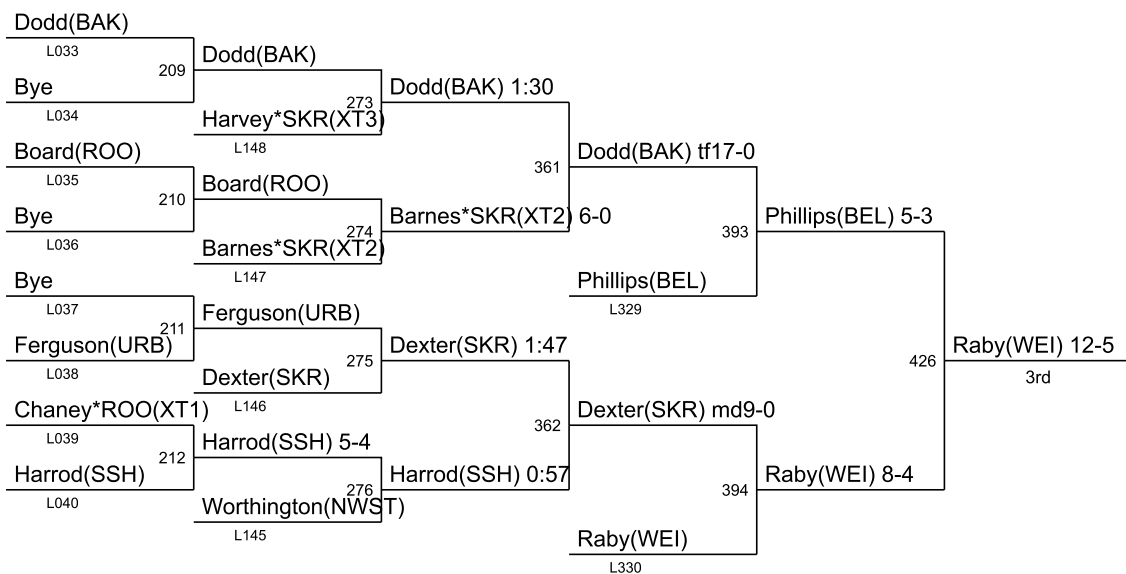 Dodd(BAK)
L033
Dodd(BAK)
209
Bye
Dodd(BAK) 1:30
273
L034
Harvey*SKR(XT3)
L148
Board(ROO)
Dodd(BAK) tf17-0
361
L035
Board(ROO)
210
Bye
Barnes*SKR(XT2) 6-0
274
Phillips(BEL) 5-3
393
L036
Barnes*SKR(XT2)
L147
Bye
Phillips(BEL)
L037
L329
Ferguson(URB)
211
Ferguson(URB)
Dexter(SKR) 1:47
275
Raby(WEI) 12-5
426
L038
Dexter(SKR)
3rd
L146
Chaney*ROO(XT1)
Dexter(SKR) md9-0
362
L039
Harrod(SSH) 5-4
212
Harrod(SSH)
Harrod(SSH) 0:57
276
Raby(WEI) 8-4
394
L040
Worthington(NWST)
L145
Raby(WEI)
L330